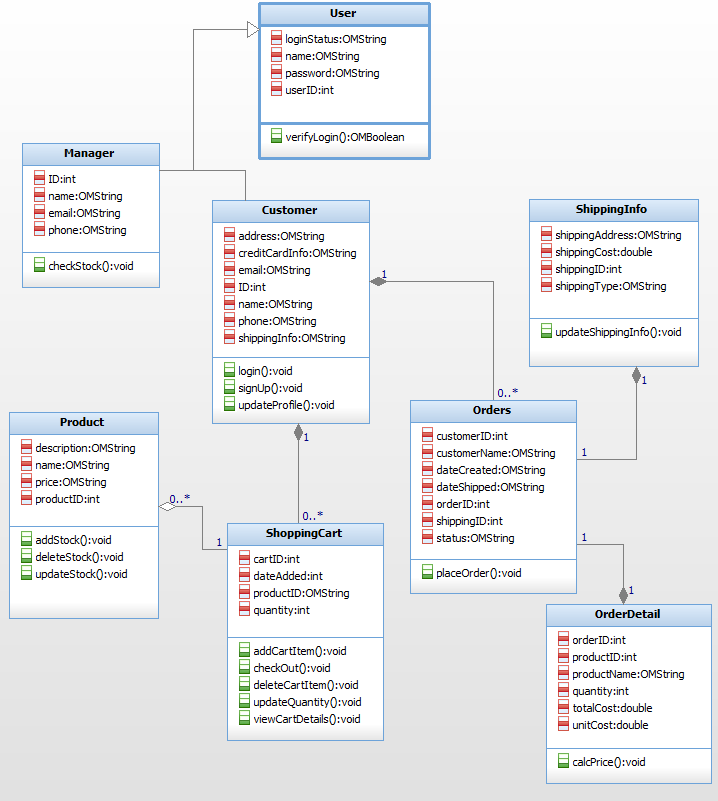 User
loginStatus:OMString
name:OMString
password:OMString
userID:int
verifyLogin():OMBoolean
Manager
ID:int
name:OMString
email:OMString
phone:OMString
checkStock():void
Customer
address:OMString
creditCardInfo:OMString
email:OMString
ID:int
name:OMString
phone:OMString
shippingInfo:OMString
login():void
signUp():void
updateProfile():void
ShippingInfo
shippingAddress:OMString
shippingCost:double
shippingID:int
shippingType:OMString
updateShippingInfo():void
1
0..*
1
1
Orders
customerID:int
customerName:OMString
dateCreated:OMString
dateShipped:OMString
orderID:int
shippingID:int
status:OMString
placeOrder():void
Product
description:OMString
name:OMString
price:OMString
productID:int
addStock():void
deleteStock():void
updateStock():void
0..*
1
1
0..*
ShoppingCart
cartID:int
dateAdded:int
productID:OMString
quantity:int
addCartItem():void
checkOut():void
deleteCartItem():void
updateQuantity():void
viewCartDetails():void
1
1
OrderDetail
orderID:int
productID:int
productName:OMString
quantity:int
totalCost:double
unitCost:double
calcPrice():void